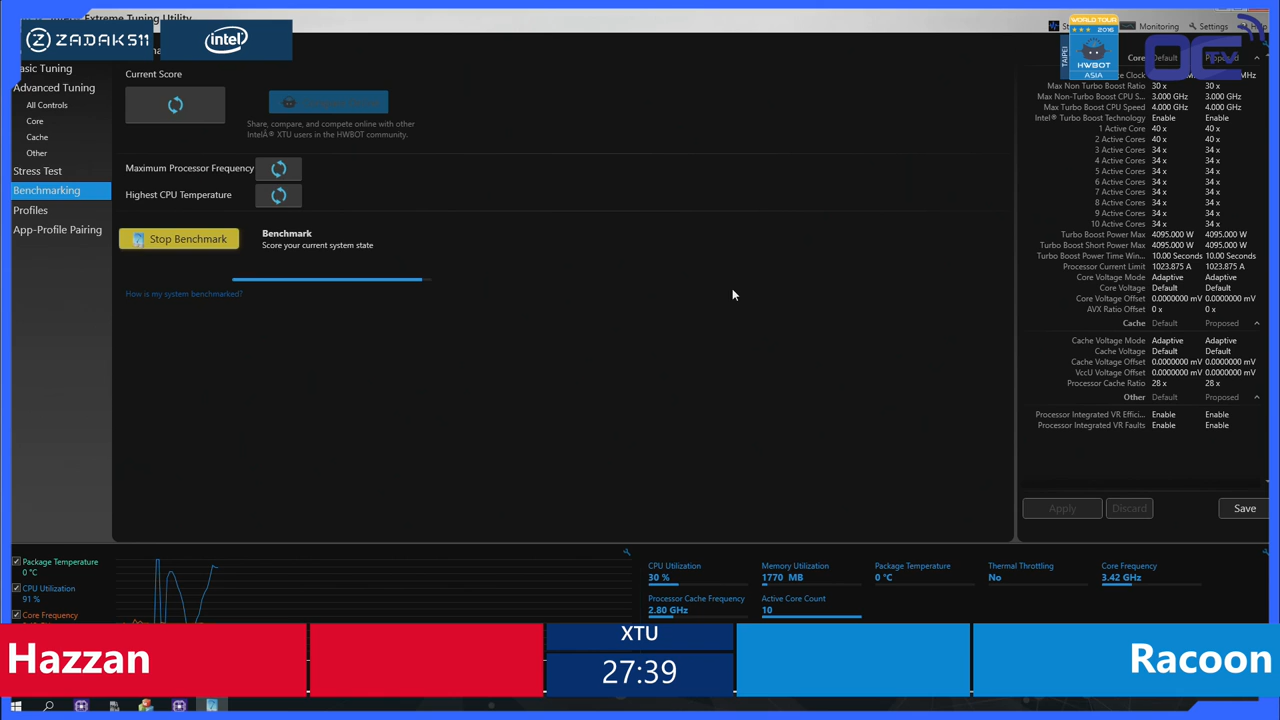 Extreme Tuning Utility
ZADAK511
intel
WORLD TOUR
2016
TAIPEI
HWBOT
ASIA
OCTV
Monitoring
Settings
Basic Tuning
Advanced Tuning
All Controls
Core
Cache
Other
Stress Test
Benchmarking
Profiles
App-Profile Pairing
Current Score
Share, compare, and compete online with other
IntelÂ® XTU users in the HWBOT community.
Maximum Processor Frequency
Highest CPU Temperature
Stop Benchmark
Benchmark
Score your current system state
How is my system benchmarked?
Core Default
Clock MHz
Max Non Turbo Boost Ratio 30 x 30 x
Max Non-Turbo Boost CPU S... 3.000 GHz 3.000 GHz
Max Turbo Boost CPU Speed 4.000 GHz 4.000 GHz
Intel® Turbo Boost Technology Enable Enable
1 Active Core 40 x 40 x
2 Active Cores 40 x 40 x
3 Active Cores 34 x 34 x
4 Active Cores 34 x 34 x
5 Active Cores 34 x 34 x
6 Active Cores 34 x 34 x
7 Active Cores 34 x 34 x
8 Active Cores 34 x 34 x
9 Active Cores 34 x 34 x
10 Active Cores 34 x 34 x
Turbo Boost Power Max 4095.000 W 4095.000 W
Turbo Boost Short Power Max 4095.000 W 4095.000 W
Turbo Boost Power Time Win... 10.00 Seconds 10.00 Seconds
Processor Current Limit 1023.875 A 1023.875 A
Core Voltage Mode Adaptive Adaptive
Core Voltage Default Default
Core Voltage Offset 0.0000000 mV 0.0000000 mV
AVX Ratio Offset 0 x 0 x
Cache Default Proposed
Cache Voltage Mode Adaptive Adaptive
Cache Voltage Default Default
Cache Voltage Offset 0.0000000 mV 0.0000000 mV
VccU Voltage Offset 0.0000000 mV 0.0000000 mV
Processor Cache Ratio 28 x 28 x
Other Default Proposed
Processor Integrated VR Effici... Enable Enable
Processor Integrated VR Faults Enable Enable
Apply Discard Save
Package Temperature
0 °C
CPU Utilization
91 %
Core Frequency
CPU Utilization
30 %
Memory Utilization
1770 MB
Package Temperature
0 °C
Thermal Throttling
No
Core Frequency
3.42 GHz
Processor Cache Frequency
2.80 GHz
Active Core Count
10
Hazzan
XTU
27:39
Racoon